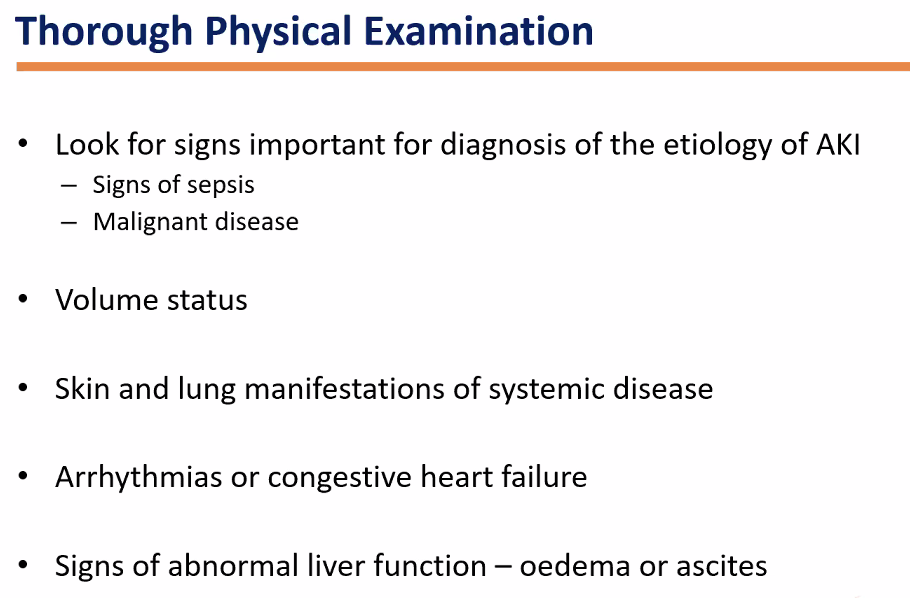 Thorough Physical Examination
• Look for signs important for diagnosis of the etiology of AKI
– Signs of sepsis
– Malignant disease
• Volume status
• Skin and lung manifestations of systemic disease
• Arrhythmias or congestive heart failure
• Signs of abnormal liver function – oedema or ascites